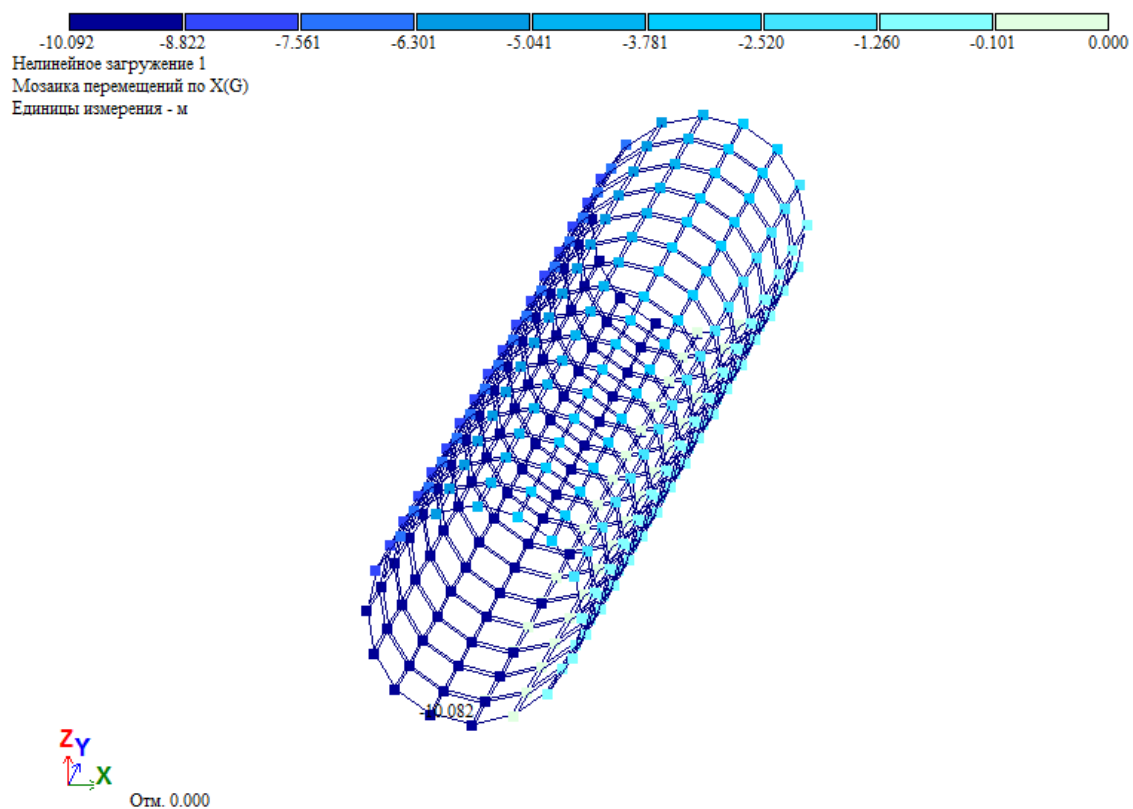 -10.092 -8.822 -7.561 -6.301 -5.041 -3.781 -2.520 -1.260 -0.101 0.000
Нелинейное загружение 1
Мозаика перемещений по X(G)
Единицы измерения - м
-10.082
Z Y
X
Отм. 0.000